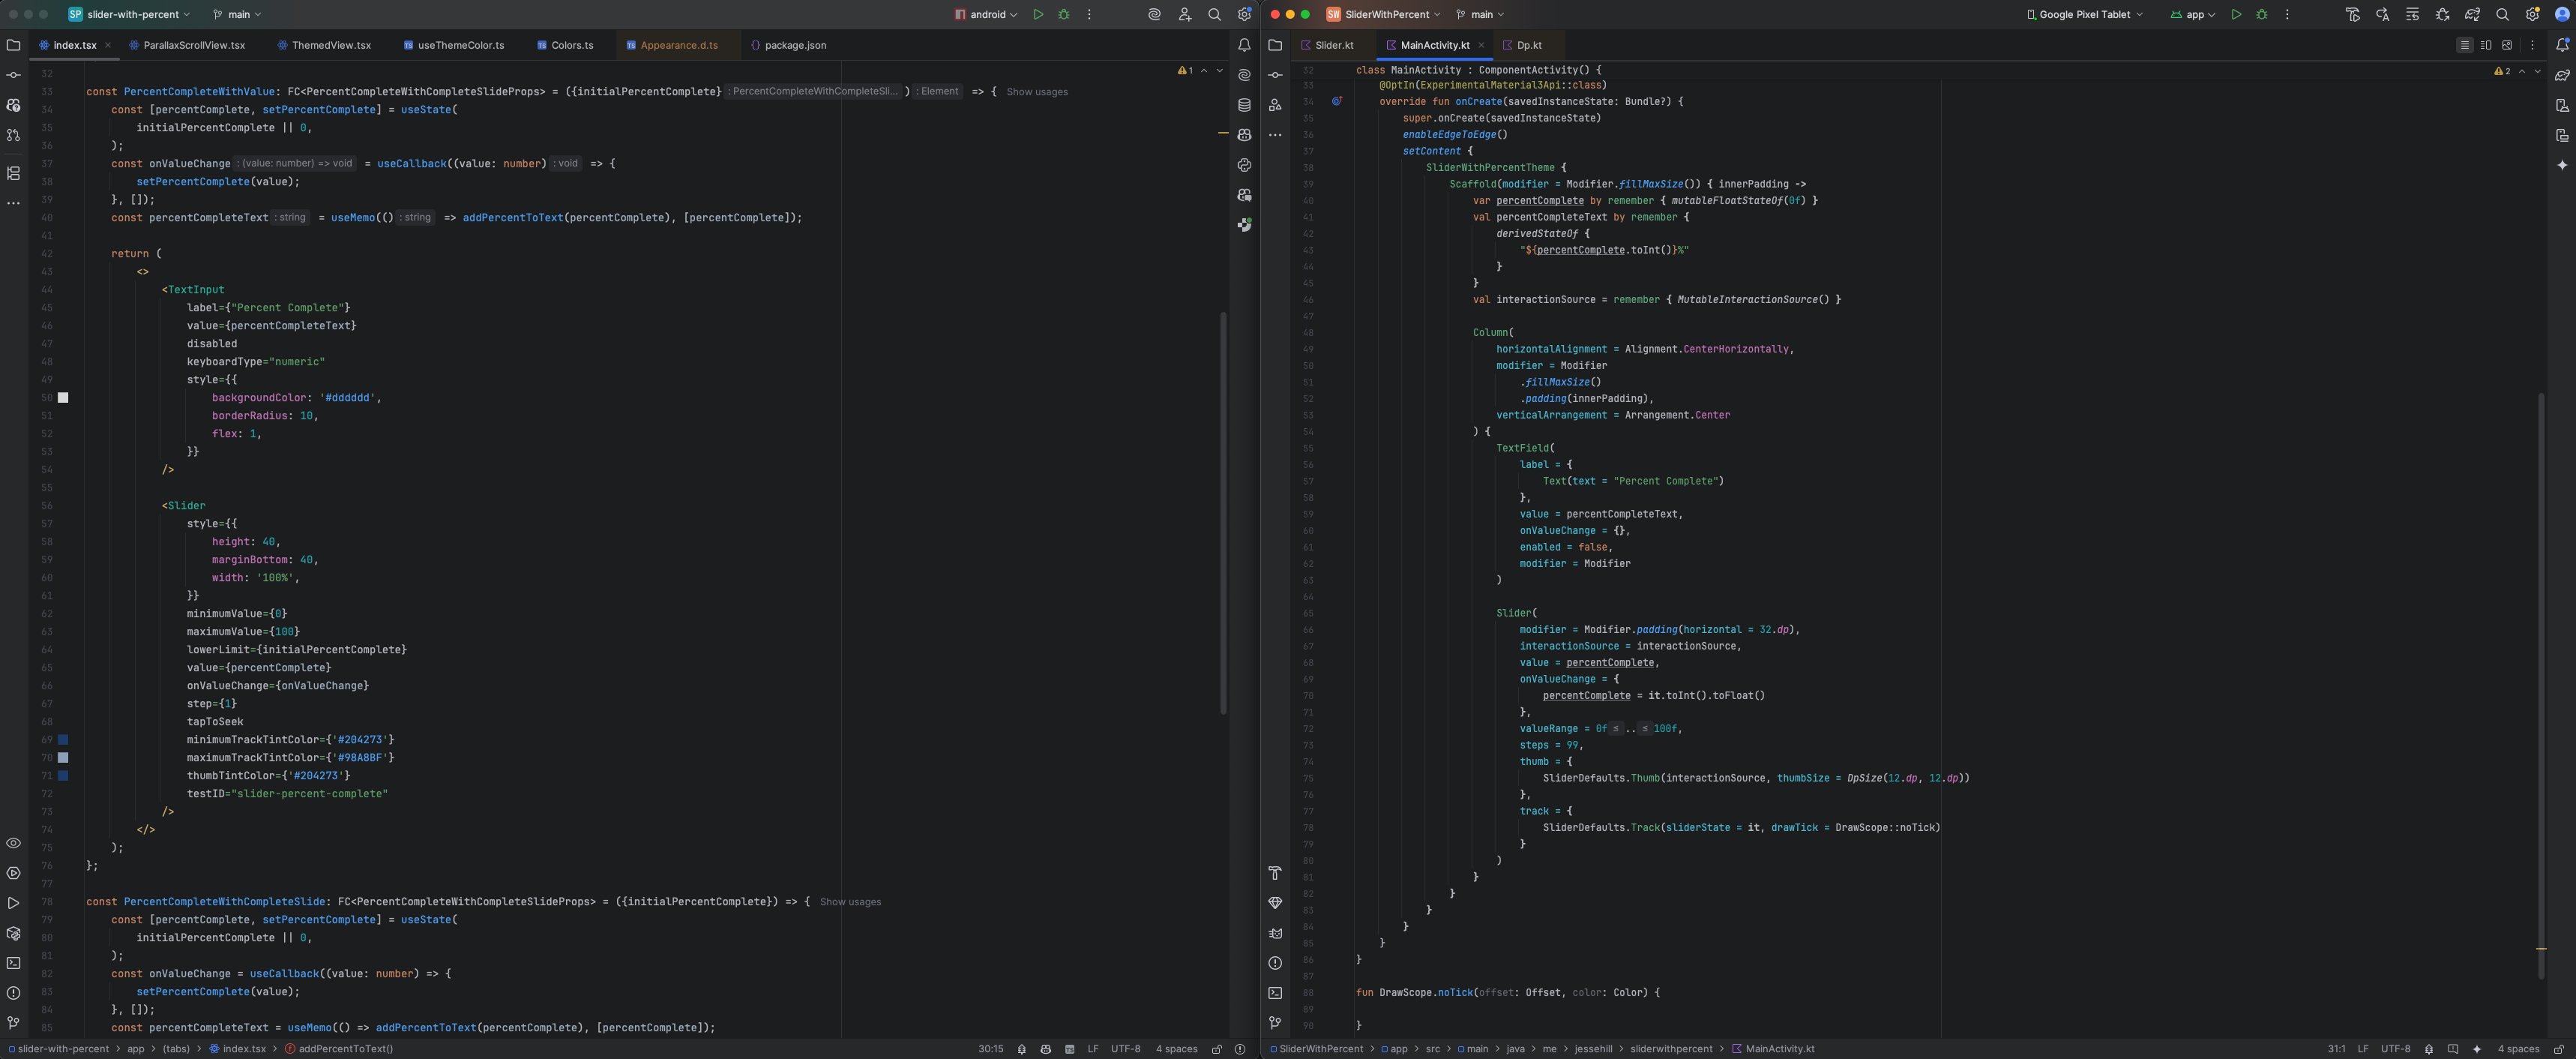 SP slider-with-percent main android
index.tsx ParallaxScrollView.tsx ThemedView.tsx useThemeColor.ts Colors.ts Appearance.d.ts package.json
1
32
33 const PercentCompleteWithValue: FC<PercentCompleteWithCompleteSlideProps> = ({initialPercentComplete} : PercentCompleteWithCompleteSli... ) : Element => { Show usages
34 const [percentComplete, setPercentComplete] = useState(
35 initialPercentComplete || 0,
36 );
37 const onValueChange : (value: number) => void = useCallback((value: number) : void => {
38 setPercentComplete(value);
39 }, []);
40 const percentCompleteText : string = useMemo(() : string => addPercentToText(percentComplete), [percentComplete]);
41
42 return (
43 <>
44 <TextInput
45 label={"Percent Complete"}
46 value={percentCompleteText}
47 disabled
48 keyboardType="numeric"
49 style={{
50 backgroundColor: '#dddddd',
51 borderRadius: 10,
52 flex: 1,
53 }}
54 />
55
56 <Slider
57 style={{
58 height: 40,
59 marginBottom: 40,
60 width: '100%',
61 }}
62 minimumValue={0}
63 maximumValue={100}
64 lowerLimit={initialPercentComplete}
65 value={percentComplete}
66 onValueChange={onValueChange}
67 step={1}
68 tapToSeek
69 minimumTrackTintColor={'#204273'}
70 maximumTrackTintColor={'#98A8BF'}
71 thumbTintColor={'#204273'}
72 testID="slider-percent-complete"
73 />
74 </>
75 );
76 };
77
78 const PercentCompleteWithCompleteSlide: FC<PercentCompleteWithCompleteSlideProps> = ({initialPercentComplete}) => { Show usages
79 const [percentComplete, setPercentComplete] = useState(
80 initialPercentComplete || 0,
81 );
82 const onValueChange = useCallback((value: number) => {
83 setPercentComplete(value);
84 }, []);
85 const percentCompleteText = useMemo(() => addPercentToText(percentComplete), [percentComplete]);
slider-with-percent > app > (tabs) > index.tsx > addPercentToText() 30:15 LF UTF-8 4 spaces
SW SliderWithPercent main Google Pixel Tablet app
Slider.kt MainActivity.kt Dp.kt
2
32 class MainActivity : ComponentActivity() {
33 @OptIn(ExperimentalMaterial3Api::class)
34 override fun onCreate(savedInstanceState: Bundle?) {
35 super.onCreate(savedInstanceState)
36 enableEdgeToEdge()
37 setContent {
38 SliderWithPercentTheme {
39 Scaffold(modifier = Modifier.fillMaxSize()) { innerPadding ->
40 var percentComplete by remember { mutableFloatStateOf(0f) }
41 val percentCompleteText by remember {
42 derivedStateOf {
43 "${percentComplete.toInt()}%"
44 }
45 }
46 val interactionSource = remember { MutableInteractionSource() }
47
48 Column(
49 horizontalAlignment = Alignment.CenterHorizontally,
50 modifier = Modifier
51 .fillMaxSize()
52 .padding(innerPadding),
53 verticalArrangement = Arrangement.Center
54 ) {
55 TextField(
56 label = {
57 Text(text = "Percent Complete")
58 },
59 value = percentCompleteText,
60 onValueChange = {},
61 enabled = false,
62 modifier = Modifier
63 )
64
65 Slider(
66 modifier = Modifier.padding(horizontal = 32.dp),
67 interactionSource = interactionSource,
68 value = percentComplete,
69 onValueChange = {
70 percentComplete = it.toInt().toFloat()
71 },
72 valueRange = 0f ≤ .. ≤ 100f,
73 steps = 99,
74 thumb = {
75 SliderDefaults.Thumb(interactionSource, thumbSize = DpSize(12.dp, 12.dp))
76 },
77 track = {
78 SliderDefaults.Track(sliderState = it, drawTick = DrawScope::noTick)
79 }
80 )
81 }
82 }
83 }
84 }
85 }
86 }
87
88 fun DrawScope.noTick(offset: Offset, color: Color) {
89
90 }
SliderWithPercent > app > src > main > java > me > jessehill > sliderwithpercent > MainActivity.kt 31:1 LF UTF-8 4 spaces